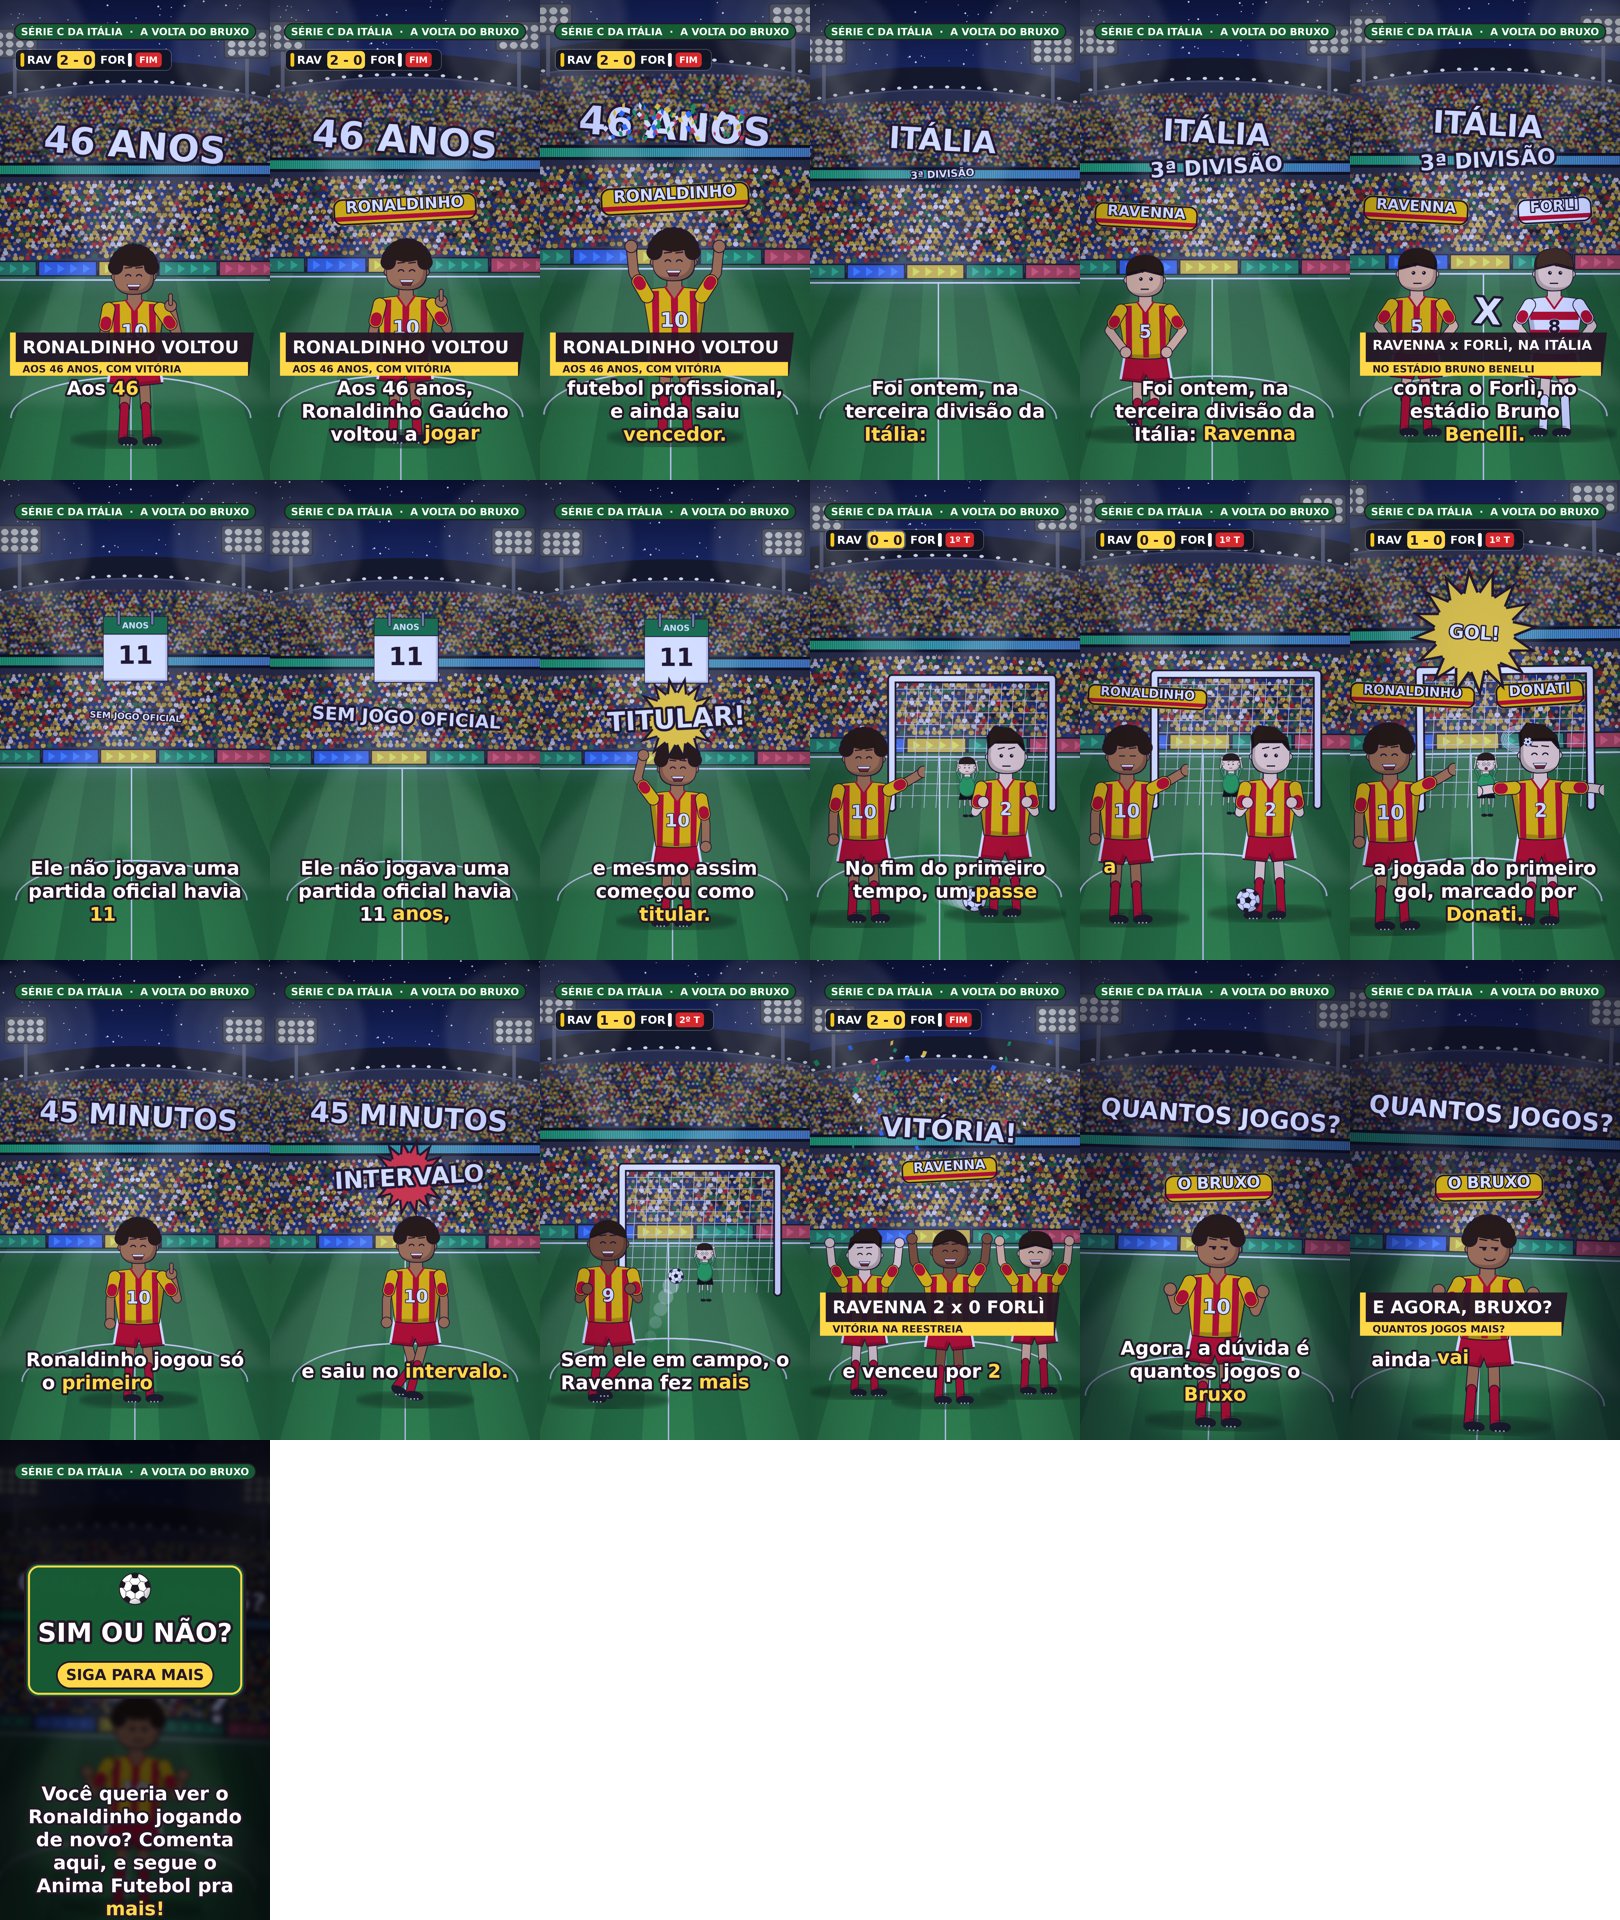 SÉRIE C DA ITÁLIA · A VOLTA DO BRUXO
RAV 2 - 0 FOR FIM
46 ANOS
10
RONALDINHO VOLTOU
AOS 46 ANOS, COM VITÓRIA
Aos 46
SÉRIE C DA ITÁLIA · A VOLTA DO BRUXO
RAV 2 - 0 FOR FIM
46 ANOS
RONALDINHO
10
RONALDINHO VOLTOU
AOS 46 ANOS, COM VITÓRIA
Aos 46 anos,
Ronaldinho Gaúcho
voltou a jogar
SÉRIE C DA ITÁLIA · A VOLTA DO BRUXO
RAV 2 - 0 FOR FIM
46 ANOS
RONALDINHO
10
RONALDINHO VOLTOU
AOS 46 ANOS, COM VITÓRIA
futebol profissional,
e ainda saiu
vencedor.
SÉRIE C DA ITÁLIA · A VOLTA DO BRUXO
ITÁLIA
3ª DIVISÃO
Foi ontem, na
terceira divisão da
Itália:
SÉRIE C DA ITÁLIA · A VOLTA DO BRUXO
ITÁLIA
3ª DIVISÃO
RAVENNA
5
Foi ontem, na
terceira divisão da
Itália: Ravenna
SÉRIE C DA ITÁLIA · A VOLTA DO BRUXO
ITÁLIA
3ª DIVISÃO
RAVENNA
FORLÌ
5
X
8
RAVENNA x FORLÌ, NA ITÁLIA
NO ESTÁDIO BRUNO BENELLI
contra o Forlì, no
estádio Bruno
Benelli.
SÉRIE C DA ITÁLIA · A VOLTA DO BRUXO
ANOS
11
SEM JOGO OFICIAL
Ele não jogava uma
partida oficial havia
11
SÉRIE C DA ITÁLIA · A VOLTA DO BRUXO
ANOS
11
SEM JOGO OFICIAL
Ele não jogava uma
partida oficial havia
11 anos,
SÉRIE C DA ITÁLIA · A VOLTA DO BRUXO
ANOS
11
TITULAR!
10
e mesmo assim
começou como
titular.
SÉRIE C DA ITÁLIA · A VOLTA DO BRUXO
RAV 0 - 0 FOR 1º T
10
2
No fim do primeiro
tempo, um passe
SÉRIE C DA ITÁLIA · A VOLTA DO BRUXO
RAV 0 - 0 FOR 1º T
RONALDINHO
10
2
a
SÉRIE C DA ITÁLIA · A VOLTA DO BRUXO
RAV 1 - 0 FOR 1º T
GOL!
RONALDINHO
DONATI
10
2
a jogada do primeiro
gol, marcado por
Donati.
SÉRIE C DA ITÁLIA · A VOLTA DO BRUXO
45 MINUTOS
10
Ronaldinho jogou só
o primeiro
SÉRIE C DA ITÁLIA · A VOLTA DO BRUXO
45 MINUTOS
INTERVALO
10
e saiu no intervalo.
SÉRIE C DA ITÁLIA · A VOLTA DO BRUXO
RAV 1 - 0 FOR 2º T
9
Sem ele em campo, o
Ravenna fez mais
SÉRIE C DA ITÁLIA · A VOLTA DO BRUXO
RAV 2 - 0 FOR FIM
VITÓRIA!
RAVENNA
RAVENNA 2 x 0 FORLÌ
VITÓRIA NA REESTREIA
e venceu por 2
SÉRIE C DA ITÁLIA · A VOLTA DO BRUXO
QUANTOS JOGOS?
O BRUXO
10
Agora, a dúvida é
quantos jogos o
Bruxo
SÉRIE C DA ITÁLIA · A VOLTA DO BRUXO
QUANTOS JOGOS?
O BRUXO
E AGORA, BRUXO?
QUANTOS JOGOS MAIS?
ainda vai
SÉRIE C DA ITÁLIA · A VOLTA DO BRUXO
SIM OU NÃO?
SIGA PARA MAIS
Você queria ver o
Ronaldinho jogando
de novo? Comenta
aqui, e segue o
Anima Futebol pra
mais!